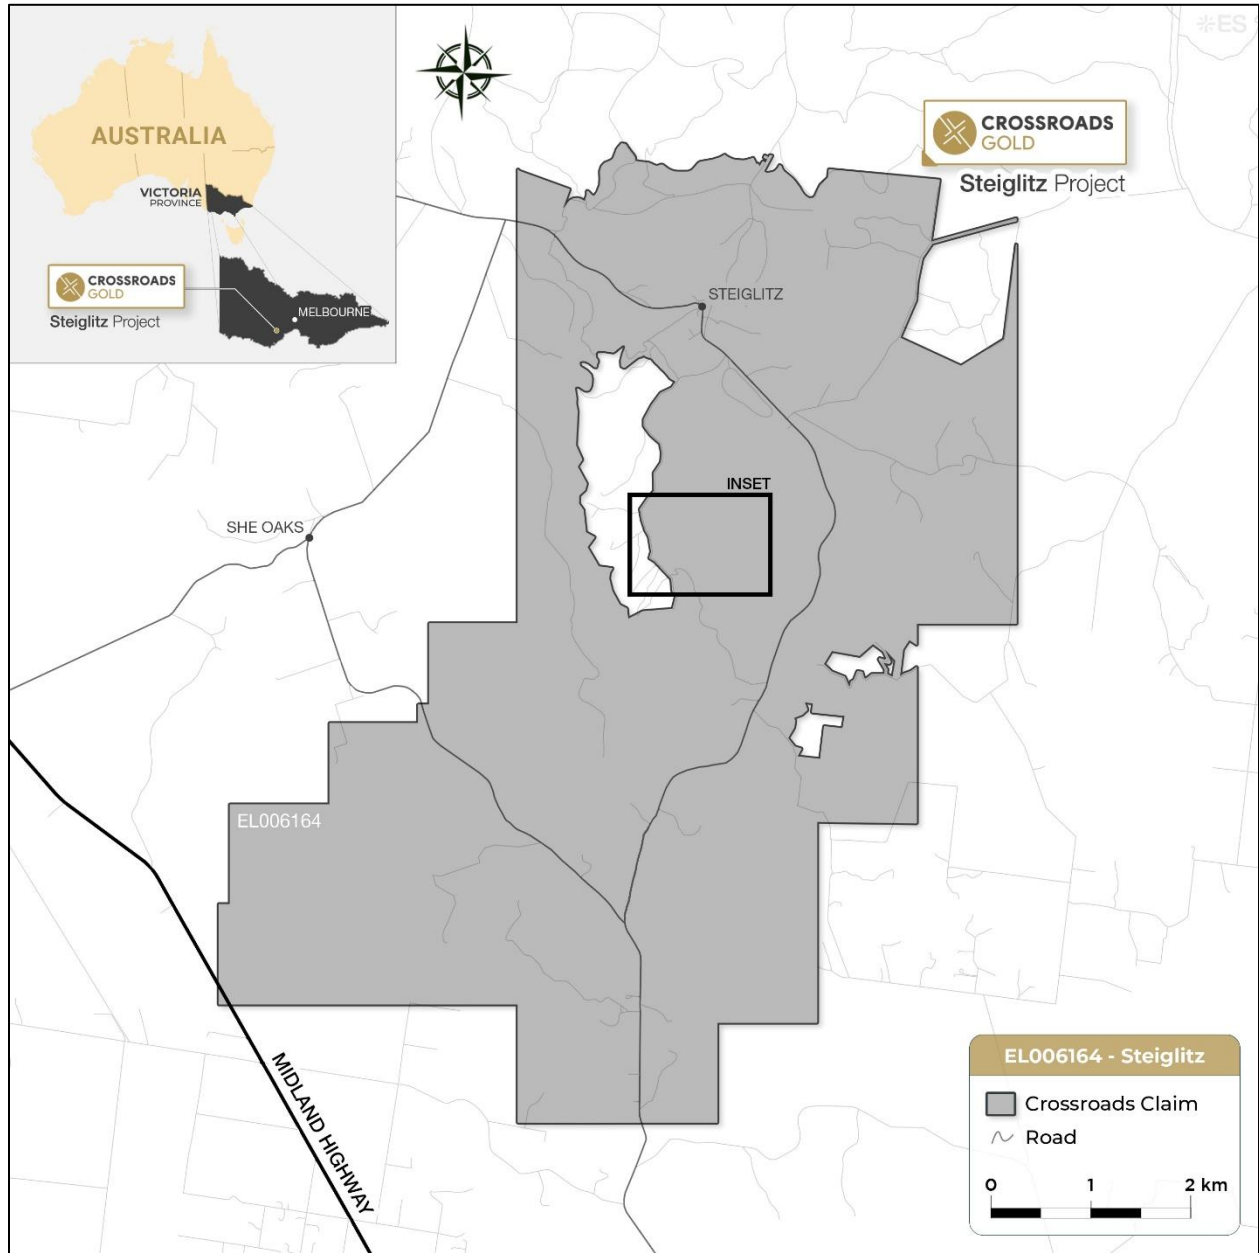 AUSTRALIA
VICTORIA
PROVINCE
CROSSROADS
GOLD
Steiglitz Project
MELBOURNE
ES
CROSSROADS
GOLD
Steiglitz Project
STEIGLITZ
INSET
SHE OAKS
EL006164
MIDLAND HIGHWAY
EL006164 - Steiglitz
Crossroads Claim
Road
0 1 2 km